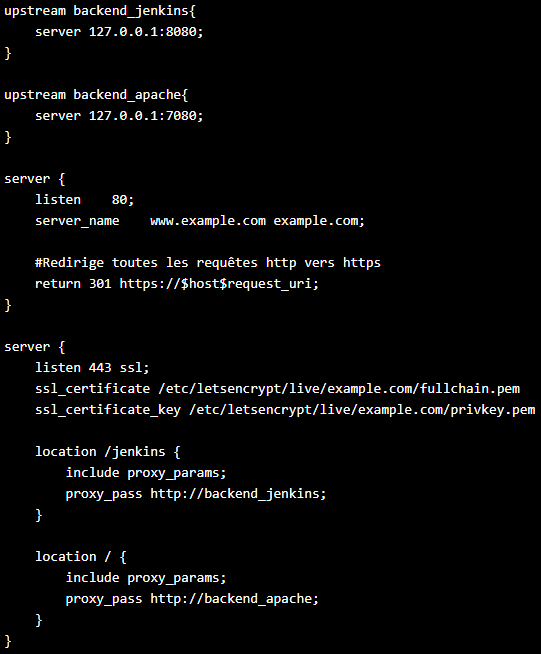 upstream backend_jenkins{
    server 127.0.0.1:8080;
}

upstream backend_apache{
    server 127.0.0.1:7080;
}

server {
    listen    80;
    server_name    www.example.com example.com;

    #Redirige toutes les requêtes http vers https
    return 301 https://$host$request_uri;
}

server {
    listen 443 ssl;
    ssl_certificate /etc/letsencrypt/live/example.com/fullchain.pem
    ssl_certificate_key /etc/letsencrypt/live/example.com/privkey.pem

    location /jenkins {
        include proxy_params;
        proxy_pass http://backend_jenkins;
    }

    location / {
        include proxy_params;
        proxy_pass http://backend_apache;
    }
}